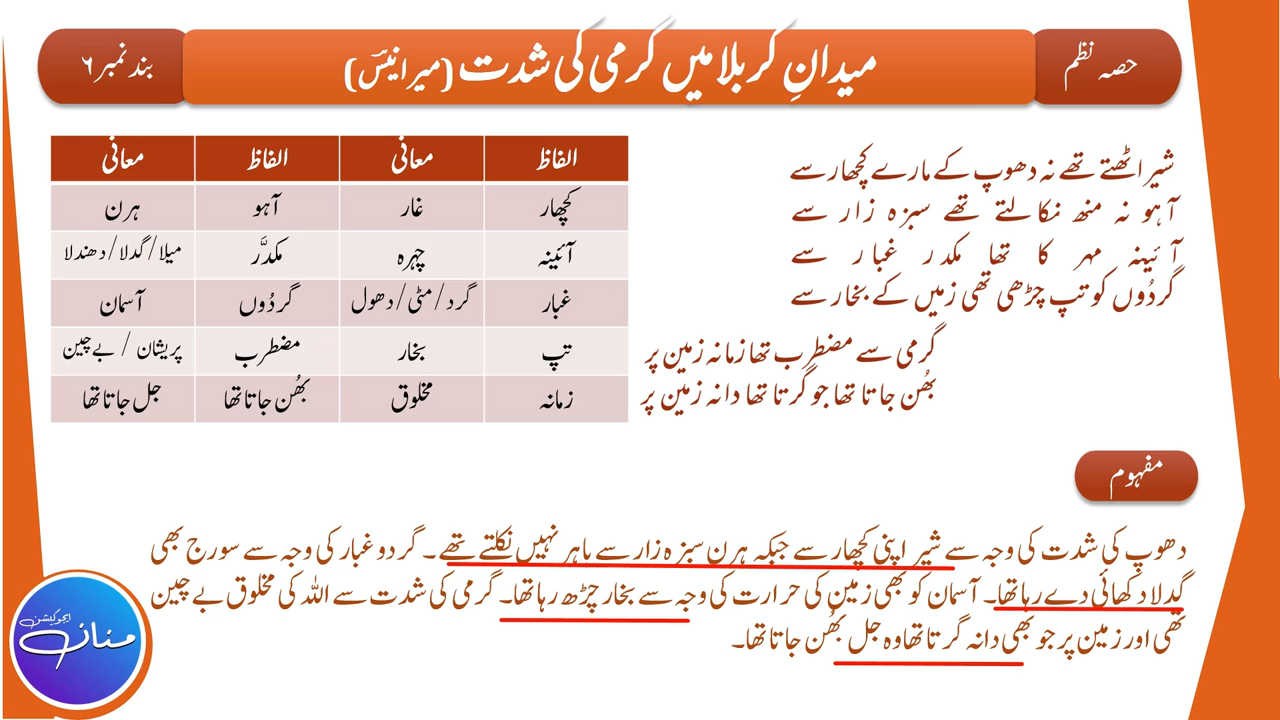 حصہ نظم
میدانِ کربلا میں گرمی کی شدت (میر انیسؔ)
بند نمبر ۶
شیر اٹھتے تھے نہ دھوپ کے مارے کچھار سے
آہو نہ منھ نکالتے تھے سبزہ زار سے
آئینہ مہر کا تھا مکدر غبار سے
گردُوں کو تپ چڑھی تھی زمیں کے بخار سے
گرمی سے مضطرب تھا زمانہ زمین پر
بھُن جاتا تھا جو گرتا تھا دانہ زمین پر
الفاظ معانی الفاظ معانی
کچھار غار آہو ہرن
آئینہ چہرہ مکدَّر میلا/گدلا/دھندلا
غبار گرد/مٹی/دھول گردُوں آسمان
تپ بخار مضطرب پریشان / بے چین
زمانہ مخلوق بھُن جاتا تھا جل جاتا تھا
مفہوم
دھوپ کی شدت کی وجہ سے شیر اپنی کچھار سے جبکہ ہرن سبزہ زار سے باہر نہیں نکلتے تھے۔ گرد و غبار کی وجہ سے سورج بھی
گدلا دکھائی دے رہا تھا۔ آسمان کو بھی زمین کی حرارت کی وجہ سے بخار چڑھ رہا تھا۔ گرمی کی شدت سے اللہ کی مخلوق بے چین
تھی اور زمین پر جو بھی دانہ گرتا تھا وہ جل بھُن جاتا تھا۔
ایجوکیشن
منان